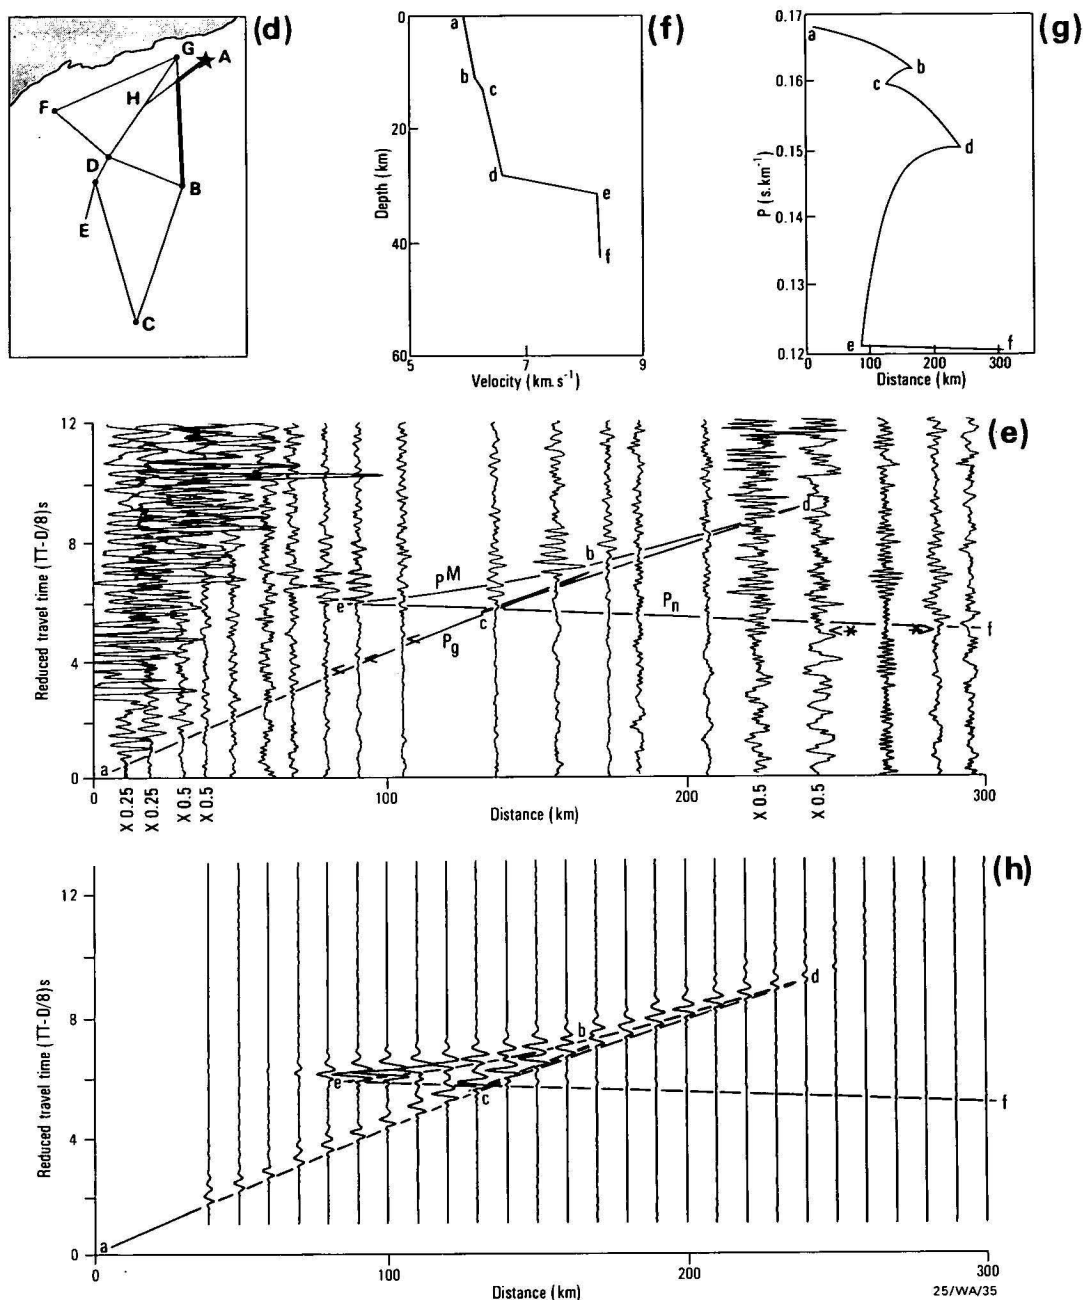 (d)
G
A
F
H
D
B
E
C
(f)
0
20
40
60
Depth (km)
a
b
c
d
e
f
5
7
9
Velocity (km.s⁻¹)
(g)
0.17
0.16
0.15
0.14
0.13
0.12
P (s.km⁻¹)
a
b
c
d
e
f
0
100
200
300
Distance (km)
(e)
12
8
4
0
Reduced travel time (TT-D/8)s
d
b
Pᴹ
e
Pn
c
*
f
Pg
a
0
100
200
300
X 0.25
X 0.25
X 0.5
X 0.5
X 0.5
X 0.5
Distance (km)
(h)
12
8
4
0
Reduced travel time (TT-D/8)s
d
b
e
c
f
a
0
100
200
300
Distance (km)
25/WA/35